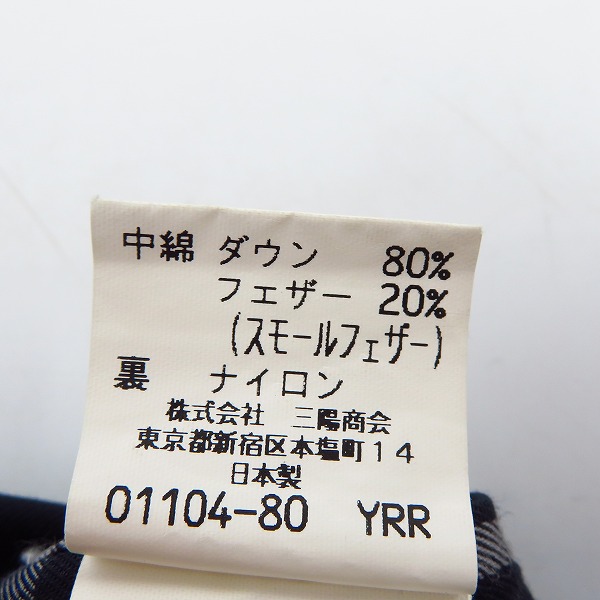 中綿 ダウン 80%
フェザー 20%
(スモールフェザー)
裏 ナイロン
株式会社 三陽商会
東京都新宿区本塩町14
日本製
01104-80 YRR